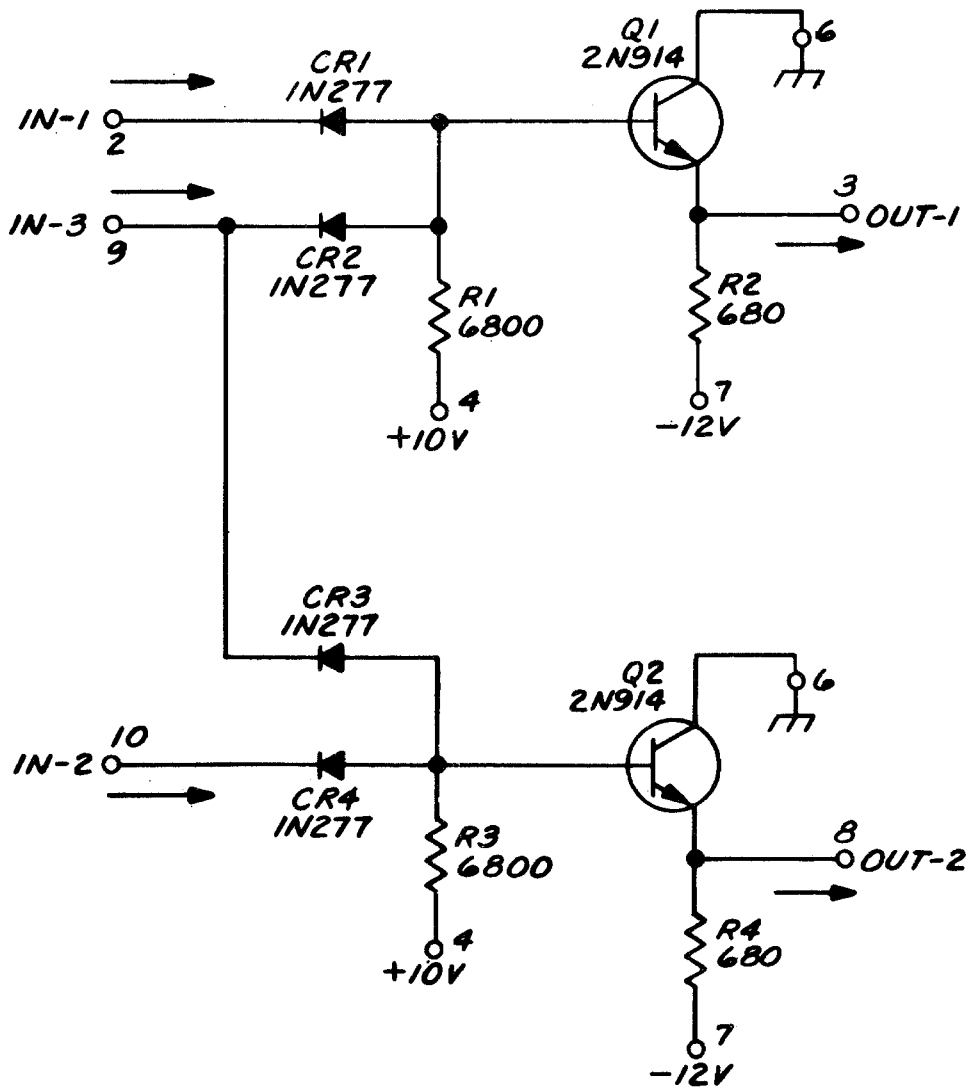 Q1
2N914
6
CR1
1N277
IN-1
2
IN-3
9
CR2
1N277
R1
6800
4
+10V
3
OUT-1
R2
680
7
-12V
CR3
1N277
Q2
2N914
6
10
IN-2
CR4
1N277
R3
6800
4
+10V
8
OUT-2
R4
680
7
-12V